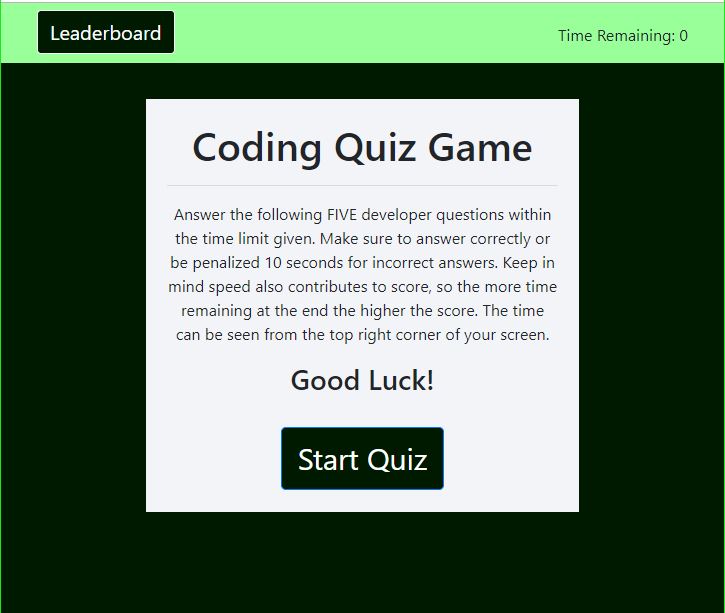 Leaderboard
Time Remaining: 0
Coding Quiz Game
Answer the following FIVE developer questions within
the time limit given. Make sure to answer correctly or
be penalized 10 seconds for incorrect answers. Keep in
mind speed also contributes to score, so the more time
remaining at the end the higher the score. The time
can be seen from the top right corner of your screen.
Good Luck!
Start Quiz